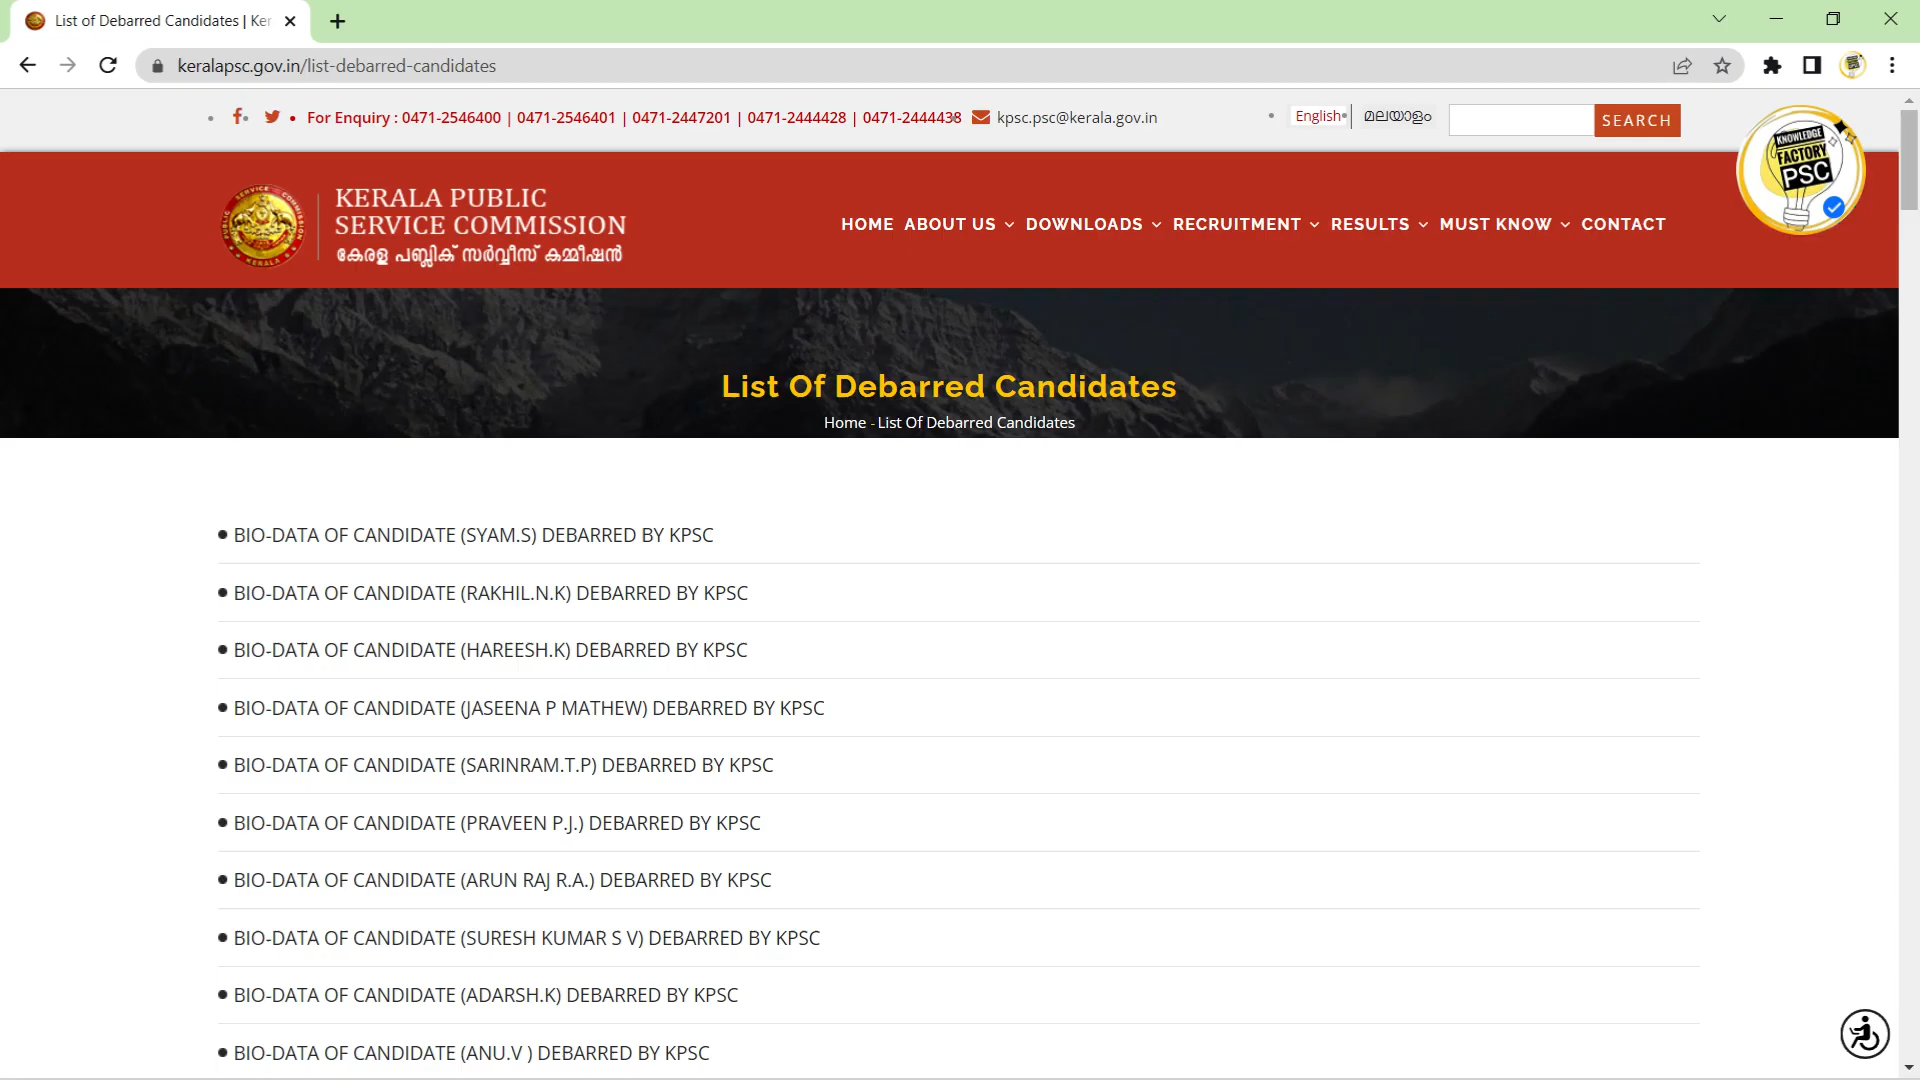 List of Debarred Candidates | Ker
keralapsc.gov.in/list-debarred-candidates
For Enquiry : 0471-2546400 | 0471-2546401 | 0471-2447201 | 0471-2444428 | 0471-2444438
kpsc.psc@kerala.gov.in
English
മലയാളം
SEARCH
KNOWLEDGE
FACTORY
PSC
KERALA PUBLIC
SERVICE COMMISSION
കേരള പബ്ലിക് സർവ്വീസ് കമ്മീഷൻ
HOME ABOUT US DOWNLOADS RECRUITMENT RESULTS MUST KNOW CONTACT
List Of Debarred Candidates
Home - List Of Debarred Candidates
BIO-DATA OF CANDIDATE (SYAM.S) DEBARRED BY KPSC
BIO-DATA OF CANDIDATE (RAKHIL.N.K) DEBARRED BY KPSC
BIO-DATA OF CANDIDATE (HAREESH.K) DEBARRED BY KPSC
BIO-DATA OF CANDIDATE (JASEENA P MATHEW) DEBARRED BY KPSC
BIO-DATA OF CANDIDATE (SARINRAM.T.P) DEBARRED BY KPSC
BIO-DATA OF CANDIDATE (PRAVEEN P.J.) DEBARRED BY KPSC
BIO-DATA OF CANDIDATE (ARUN RAJ R.A.) DEBARRED BY KPSC
BIO-DATA OF CANDIDATE (SURESH KUMAR S V) DEBARRED BY KPSC
BIO-DATA OF CANDIDATE (ADARSH.K) DEBARRED BY KPSC
BIO-DATA OF CANDIDATE (ANU.V ) DEBARRED BY KPSC